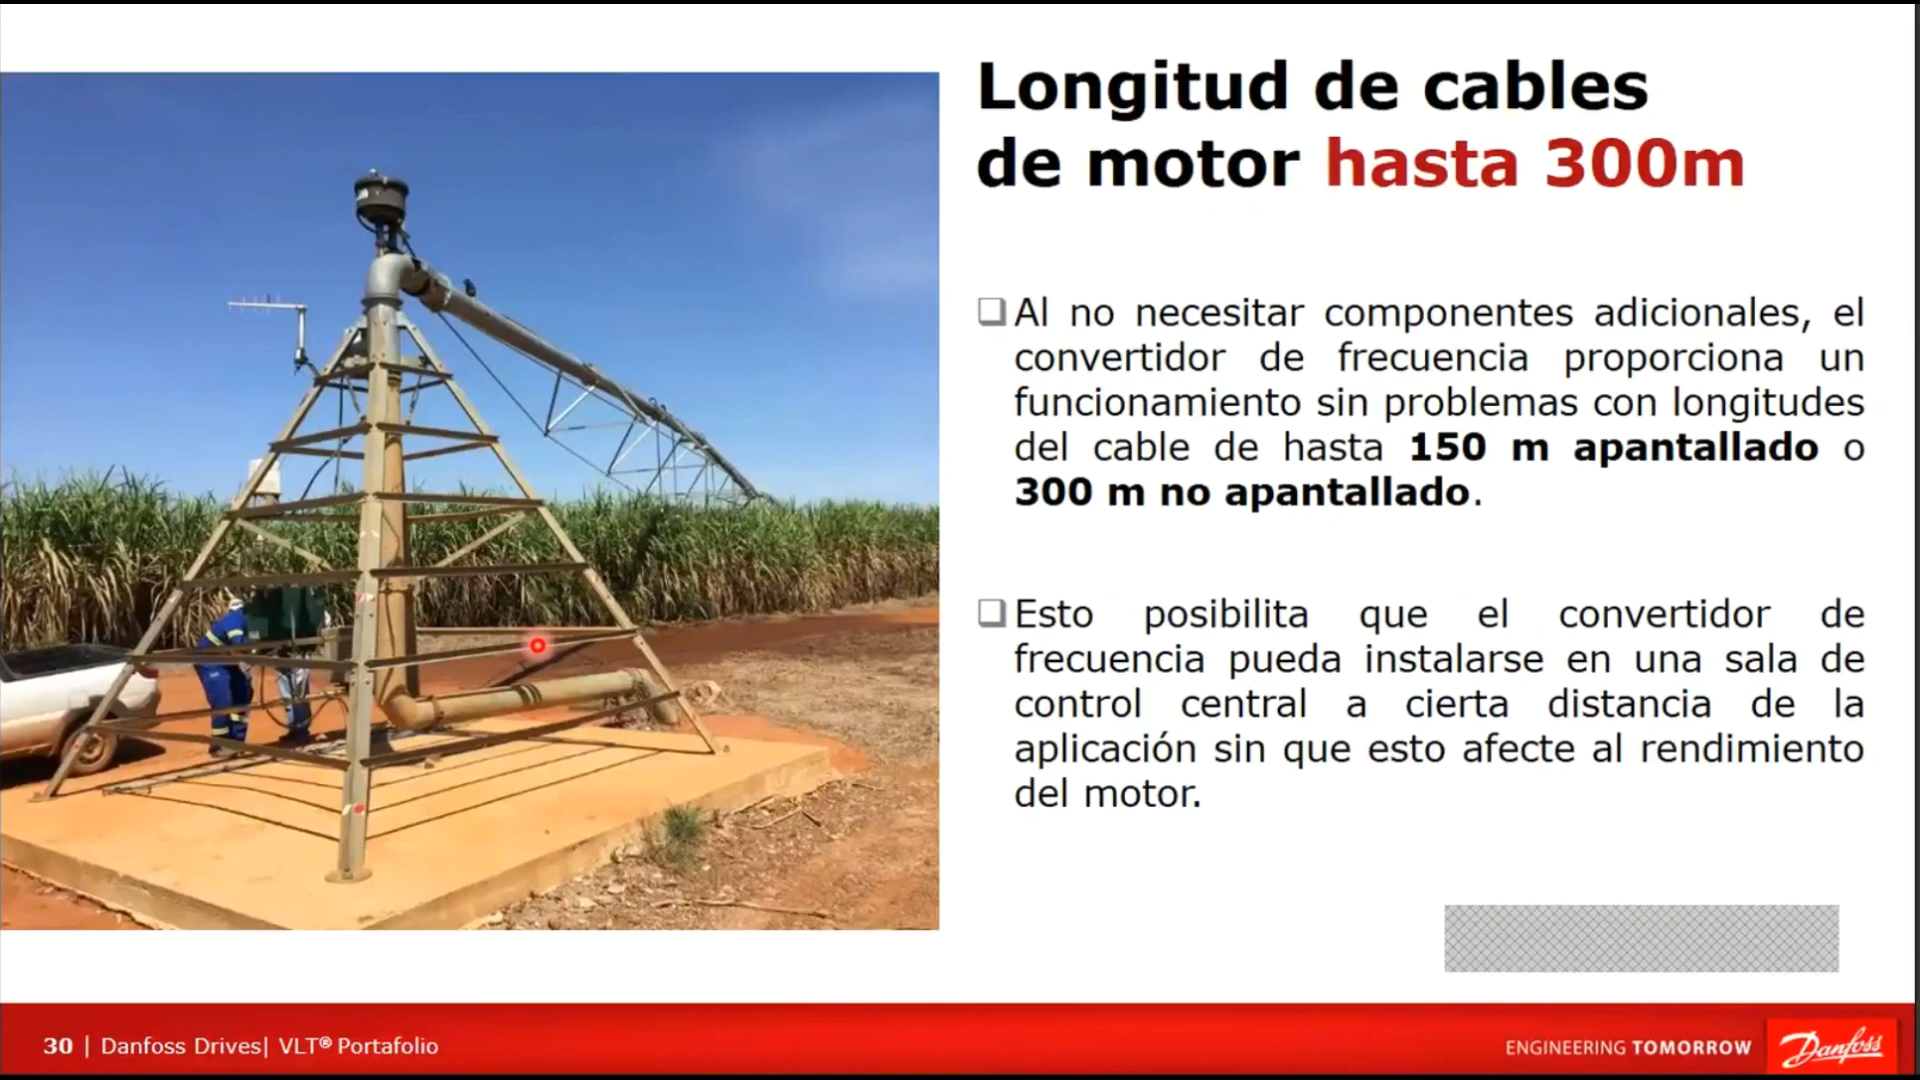 Longitud de cables
de motor hasta 300m
❑ Al no necesitar componentes adicionales, el
convertidor de frecuencia proporciona un
funcionamiento sin problemas con longitudes
del cable de hasta 150 m apantallado o
300 m no apantallado.
❑ Esto posibilita que el convertidor de
frecuencia pueda instalarse en una sala de
control central a cierta distancia de la
aplicación sin que esto afecte al rendimiento
del motor.
30 | Danfoss Drives| VLT® Portafolio
ENGINEERING TOMORROW
Danfoss